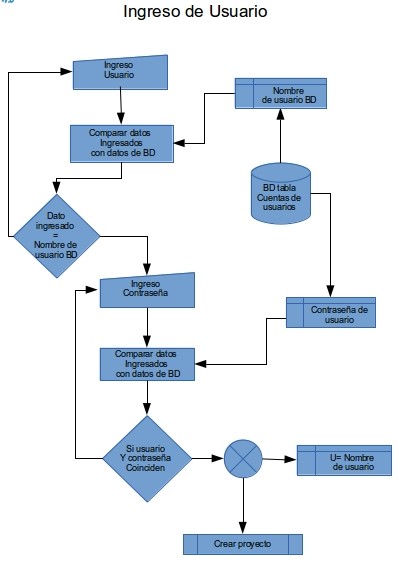 Ingreso de Usuario
Ingreso
Usuario
Nombre
de usuario BD
Comparar datos
Ingresados
con datos de BD
BD tabla
Cuentas de
usuarios
Dato
ingresado
=
Nombre de
usuario BD
Ingreso
Contraseña
Contraseña de
usuario
Comparar datos
Ingresados
con datos de BD
Si usuario
Y contraseña
Coinciden
U= Nombre
de usuario
Crear proyecto